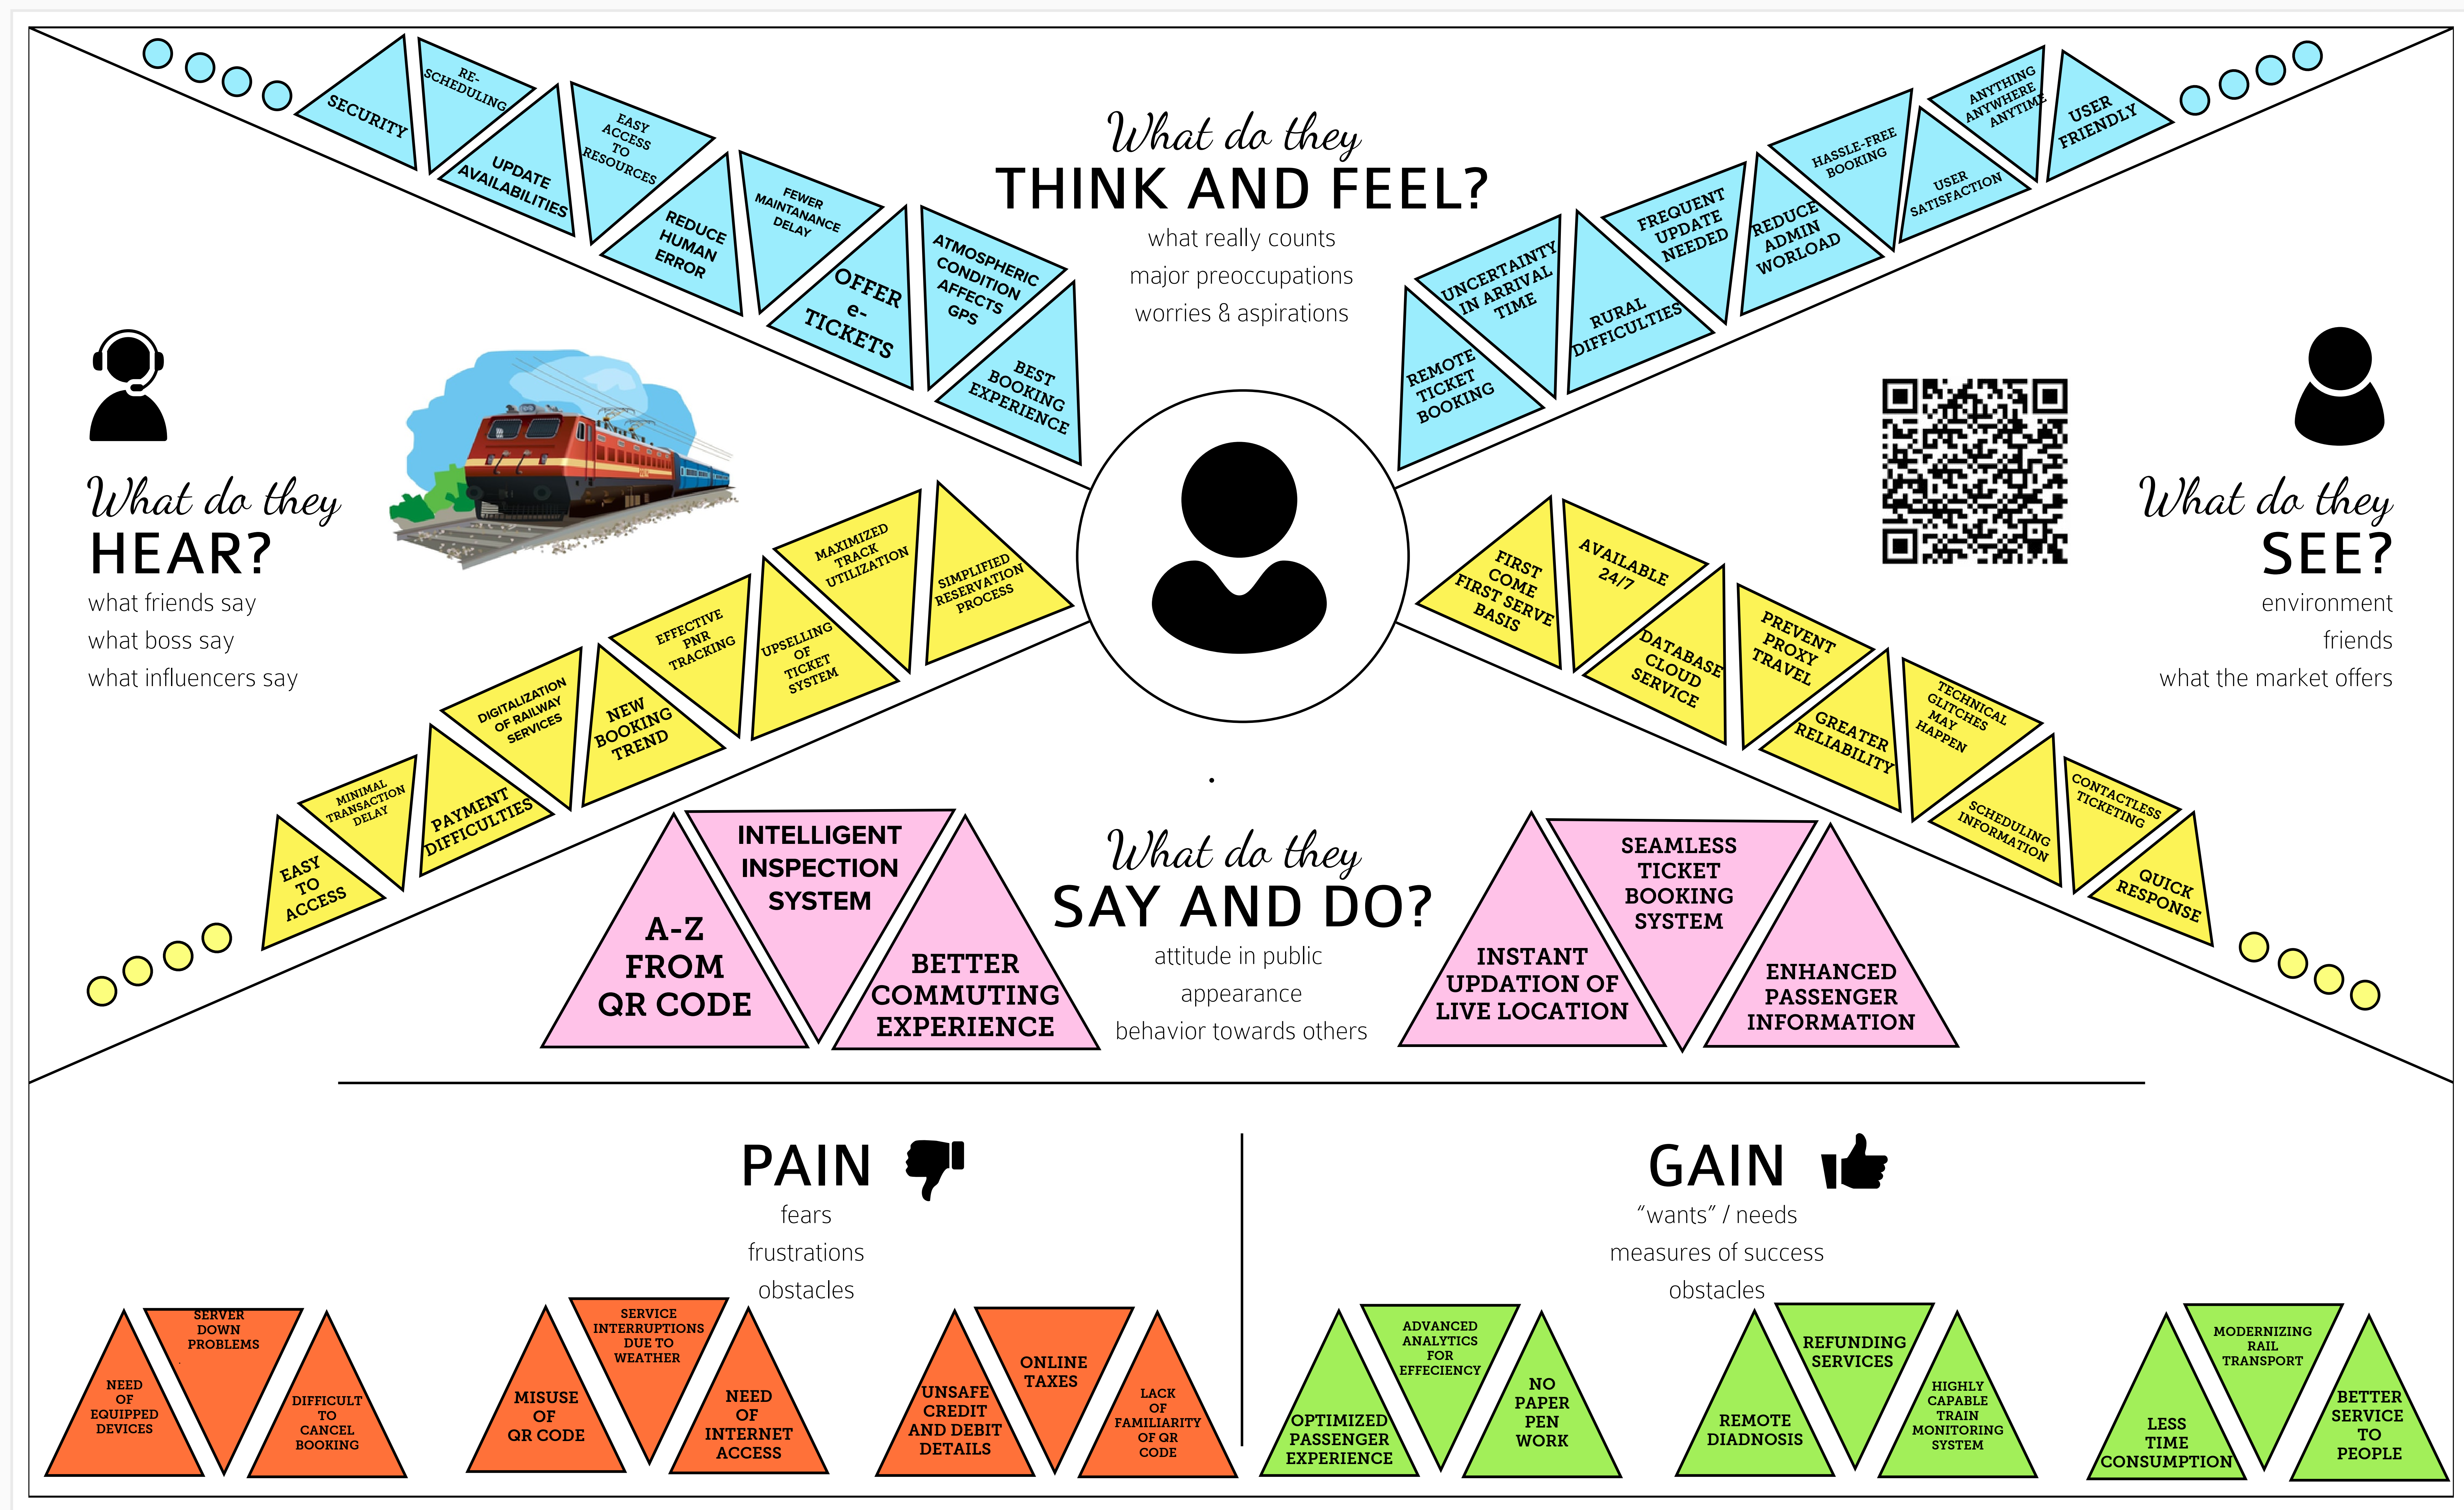 SECURITY
RE-
SCHEDULING
UPDATE
AVAILABILITIES
EASY
ACCESS
TO
RESOURCES
REDUCE
HUMAN
ERROR
FEWER
MAINTANANCE
DELAY
OFFER
e-
TICKETS
ATMOSPHERIC
CONDITION
AFFECTS
GPS
BEST
BOOKING
EXPERIENCE
What do they
THINK AND FEEL?
what really counts
major preoccupations
worries & aspirations
REMOTE
TICKET
BOOKING
UNCERTAINTY
IN ARRIVAL
TIME
RURAL
DIFFICULTIES
FREQUENT
UPDATE
NEEDED
REDUCE
ADMIN
WORLOAD
HASSLE-FREE
BOOKING
USER
SATISFACTION
ANYTHING
ANYWHERE
ANYTIME
USER
FRIENDLY
What do they
HEAR?
what friends say
what boss say
what influencers say
EASY
TO
ACCESS
MINIMAL
TRANSACTION
DELAY
PAYMENT
DIFFICULTIES
DIGITALIZATION
OF RAILWAY
SERVICES
NEW
BOOKING
TREND
EFFECTIVE
PNR
TRACKING
UPSELLING
OF
TICKET
SYSTEM
MAXIMIZED
TRACK
UTILIZATION
SIMPLIFIED
RESERVATION
PROCESS
What do they
SEE?
environment
friends
what the market offers
FIRST
COME
FIRST SERVE
BASIS
AVAILABLE
24/7
DATABASE
CLOUD
SERVICE
PREVENT
PROXY
TRAVEL
GREATER
RELIABILITY
TECHNICAL
GLITCHES
MAY
HAPPEN
SCHEDULING
INFORMATION
CONTACTLESS
TICKETING
QUICK
RESPONSE
A-Z
FROM
QR CODE
INTELLIGENT
INSPECTION
SYSTEM
BETTER
COMMUTING
EXPERIENCE
What do they
SAY AND DO?
attitude in public
appearance
behavior towards others
INSTANT
UPDATION OF
LIVE LOCATION
SEAMLESS
TICKET
BOOKING
SYSTEM
ENHANCED
PASSENGER
INFORMATION
PAIN
fears
frustrations
obstacles
NEED
OF
EQUIPPED
DEVICES
SERVER
DOWN
PROBLEMS
DIFFICULT
TO
CANCEL
BOOKING
MISUSE
OF
QR CODE
SERVICE
INTERRUPTIONS
DUE TO
WEATHER
NEED
OF
INTERNET
ACCESS
UNSAFE
CREDIT
AND DEBIT
DETAILS
ONLINE
TAXES
LACK
OF
FAMILIARITY
OF QR
CODE
GAIN
"wants" / needs
measures of success
obstacles
OPTIMIZED
PASSENGER
EXPERIENCE
ADVANCED
ANALYTICS
FOR
EFFECIENCY
NO
PAPER
PEN
WORK
REMOTE
DIADNOSIS
REFUNDING
SERVICES
HIGHLY
CAPABLE
TRAIN
MONITORING
SYSTEM
LESS
TIME
CONSUMPTION
MODERNIZING
RAIL
TRANSPORT
BETTER
SERVICE
TO
PEOPLE